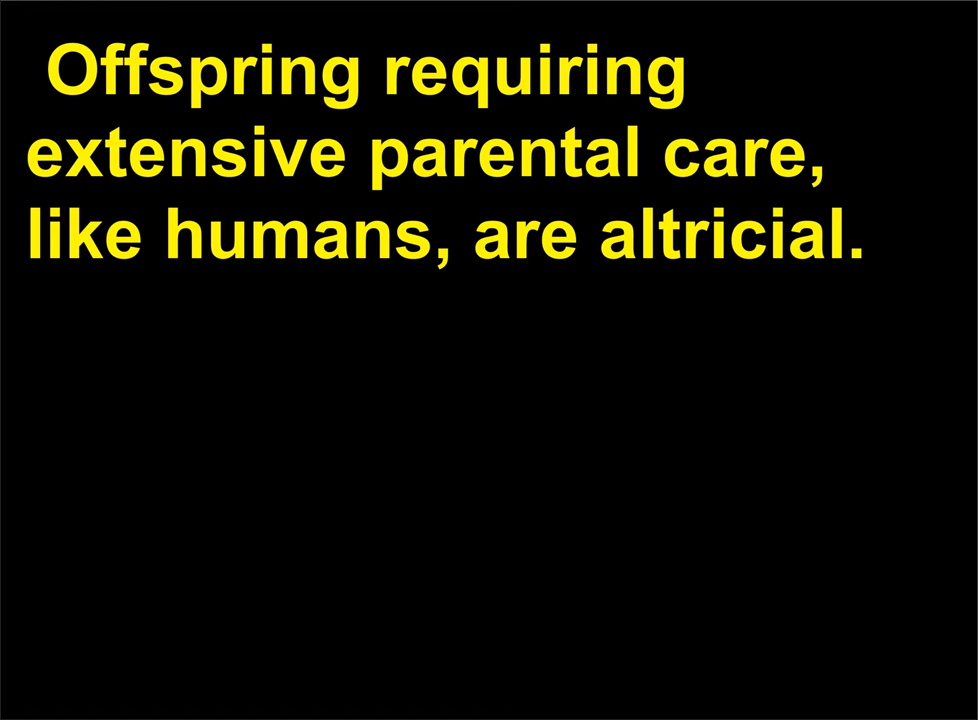 Offspring requiring
extensive parental care,
like humans, are altricial.